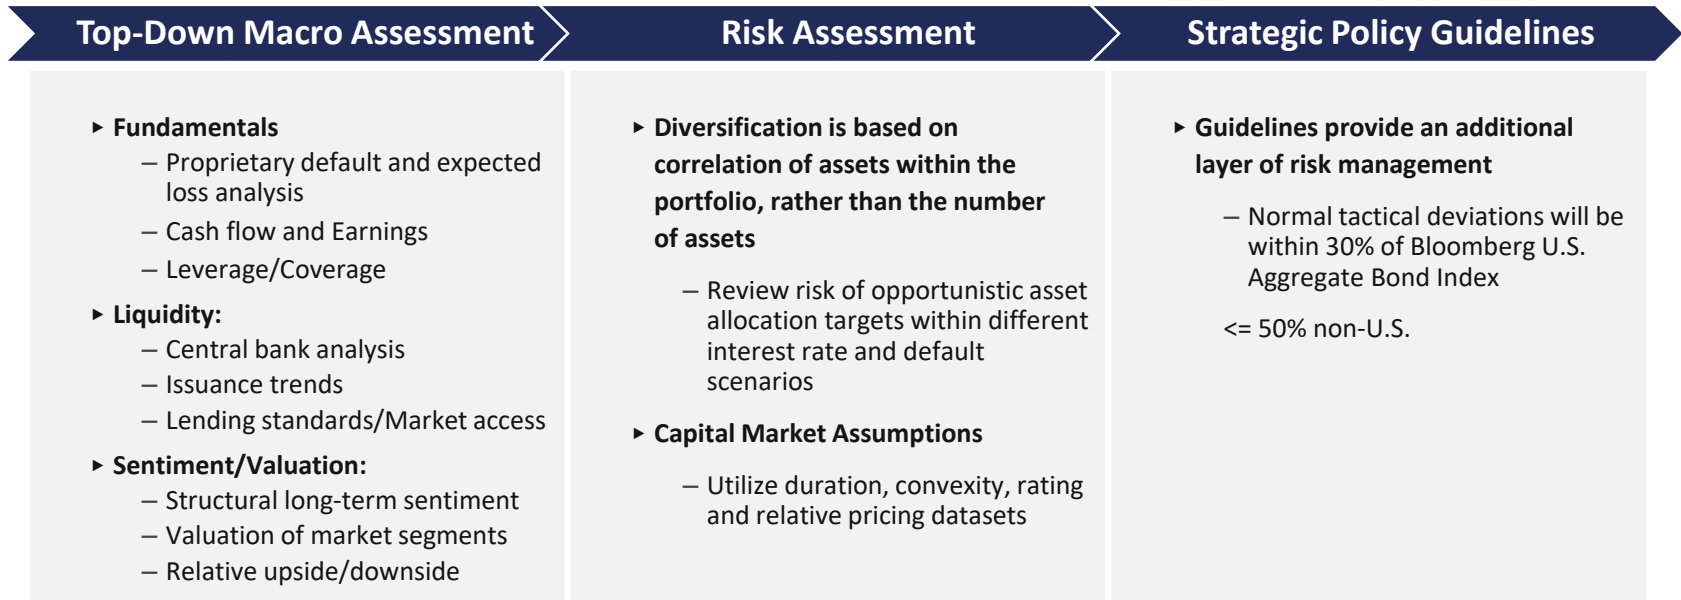 Top-Down Macro Assessment
Risk Assessment
Strategic Policy Guidelines
▸ Fundamentals
– Proprietary default and expected
loss analysis
– Cash flow and Earnings
– Leverage/Coverage
▸ Liquidity:
– Central bank analysis
– Issuance trends
– Lending standards/Market access
▸ Sentiment/Valuation:
– Structural long-term sentiment
– Valuation of market segments
– Relative upside/downside
▸ Diversification is based on
correlation of assets within the
portfolio, rather than the number
of assets
– Review risk of opportunistic asset
allocation targets within different
interest rate and default
scenarios
▸ Capital Market Assumptions
– Utilize duration, convexity, rating
and relative pricing datasets
▸ Guidelines provide an additional
layer of risk management
– Normal tactical deviations will be
within 30% of Bloomberg U.S.
Aggregate Bond Index
<= 50% non-U.S.